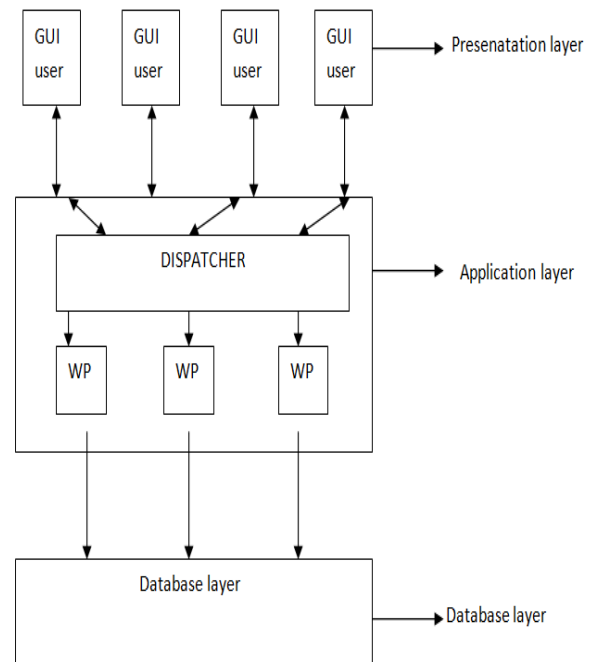 GUI
user
GUI
user
GUI
user
GUI
user
Presenatation layer
DISPATCHER
Application layer
WP
WP
WP
Database layer
Database layer